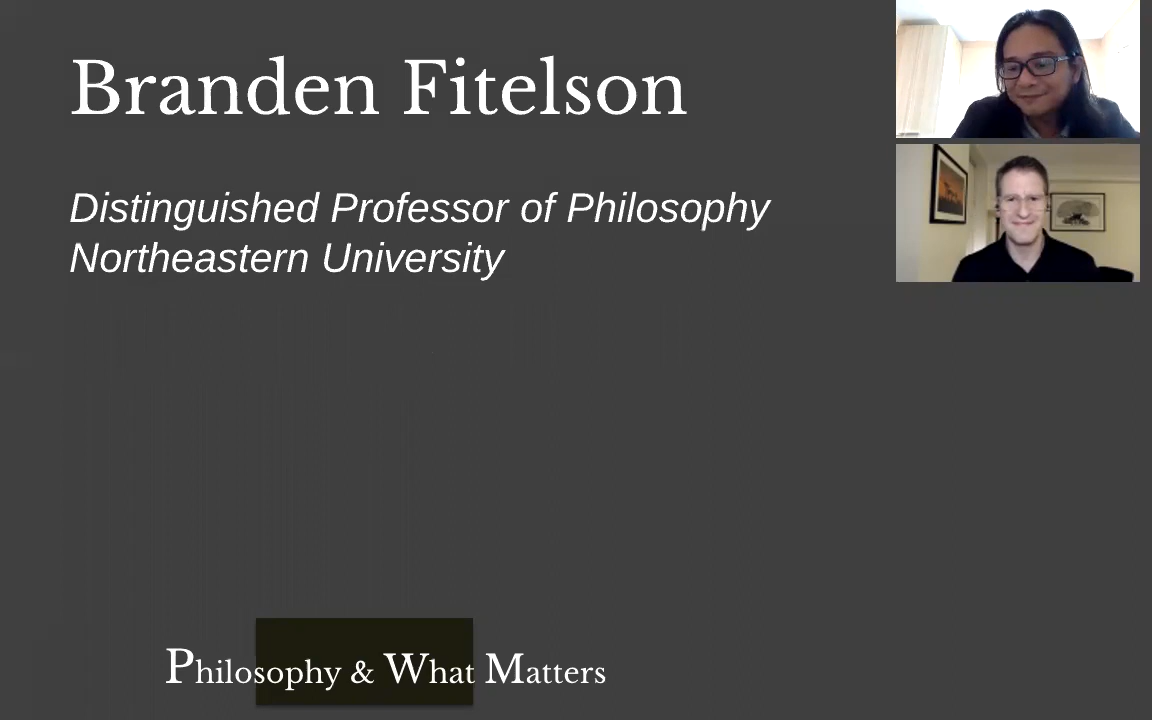 Branden Fitelson
Distinguished Professor of Philosophy
Northeastern University
Philosophy & What Matters